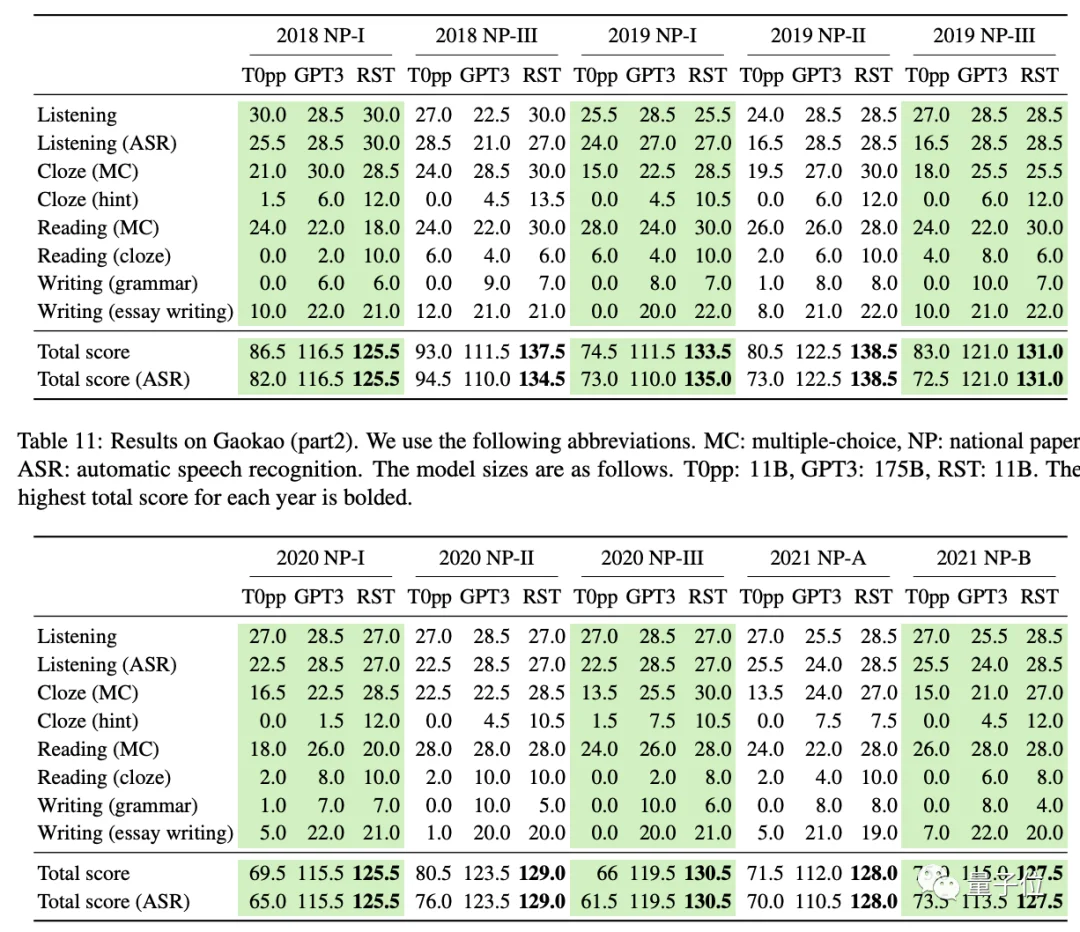 2018 NP-I 2018 NP-III 2019 NP-I 2019 NP-II 2019 NP-III
T0pp GPT3 RST T0pp GPT3 RST T0pp GPT3 RST T0pp GPT3 RST T0pp GPT3 RST
Listening 30.0 28.5 30.0 27.0 22.5 30.0 25.5 28.5 25.5 24.0 28.5 28.5 27.0 28.5 28.5
Listening (ASR) 25.5 28.5 30.0 28.5 21.0 27.0 24.0 27.0 27.0 16.5 28.5 28.5 16.5 28.5 28.5
Cloze (MC) 21.0 30.0 28.5 24.0 28.5 30.0 15.0 22.5 28.5 19.5 27.0 30.0 18.0 25.5 25.5
Cloze (hint) 1.5 6.0 12.0 0.0 4.5 13.5 0.0 4.5 10.5 0.0 6.0 12.0 0.0 6.0 12.0
Reading (MC) 24.0 22.0 18.0 24.0 22.0 30.0 28.0 24.0 30.0 26.0 26.0 28.0 24.0 22.0 30.0
Reading (cloze) 0.0 2.0 10.0 6.0 4.0 6.0 6.0 4.0 10.0 2.0 6.0 10.0 4.0 8.0 6.0
Writing (grammar) 0.0 6.0 6.0 0.0 9.0 7.0 0.0 8.0 7.0 1.0 8.0 8.0 0.0 10.0 7.0
Writing (essay writing) 10.0 22.0 21.0 12.0 21.0 21.0 0.0 20.0 22.0 8.0 21.0 22.0 10.0 21.0 22.0
Total score 86.5 116.5 125.5 93.0 111.5 137.5 74.5 111.5 133.5 80.5 122.5 138.5 83.0 121.0 131.0
Total score (ASR) 82.0 116.5 125.5 94.5 110.0 134.5 73.0 110.0 135.0 73.0 122.5 138.5 72.5 121.0 131.0
Table 11: Results on Gaokao (part2). We use the following abbreviations. MC: multiple-choice, NP: national paper
ASR: automatic speech recognition. The model sizes are as follows. T0pp: 11B, GPT3: 175B, RST: 11B. The
highest total score for each year is bolded.
2020 NP-I 2020 NP-II 2020 NP-III 2021 NP-A 2021 NP-B
T0pp GPT3 RST T0pp GPT3 RST T0pp GPT3 RST T0pp GPT3 RST T0pp GPT3 RST
Listening 27.0 28.5 27.0 27.0 28.5 27.0 27.0 28.5 27.0 27.0 25.5 28.5 27.0 25.5 28.5
Listening (ASR) 22.5 28.5 27.0 22.5 28.5 27.0 22.5 28.5 27.0 25.5 24.0 28.5 25.5 24.0 28.5
Cloze (MC) 16.5 22.5 28.5 22.5 22.5 28.5 13.5 25.5 30.0 13.5 24.0 27.0 15.0 21.0 27.0
Cloze (hint) 0.0 1.5 12.0 0.0 4.5 10.5 1.5 7.5 10.5 0.0 7.5 7.5 0.0 4.5 12.0
Reading (MC) 18.0 26.0 20.0 28.0 28.0 28.0 24.0 26.0 28.0 24.0 22.0 28.0 26.0 28.0 28.0
Reading (cloze) 2.0 8.0 10.0 2.0 10.0 10.0 0.0 2.0 8.0 2.0 4.0 10.0 0.0 6.0 8.0
Writing (grammar) 1.0 7.0 7.0 0.0 10.0 5.0 0.0 10.0 6.0 0.0 8.0 8.0 0.0 8.0 4.0
Writing (essay writing) 5.0 22.0 21.0 1.0 20.0 20.0 0.0 20.0 21.0 5.0 21.0 19.0 7.0 22.0 20.0
Total score 69.5 115.5 125.5 80.5 123.5 129.0 66 119.5 130.5 71.5 112.0 128.0 115.0 127.5
Total score (ASR) 65.0 115.5 125.5 76.0 123.5 129.0 61.5 119.5 130.5 70.0 110.5 128.0 73.5 113.5 127.5
量子位